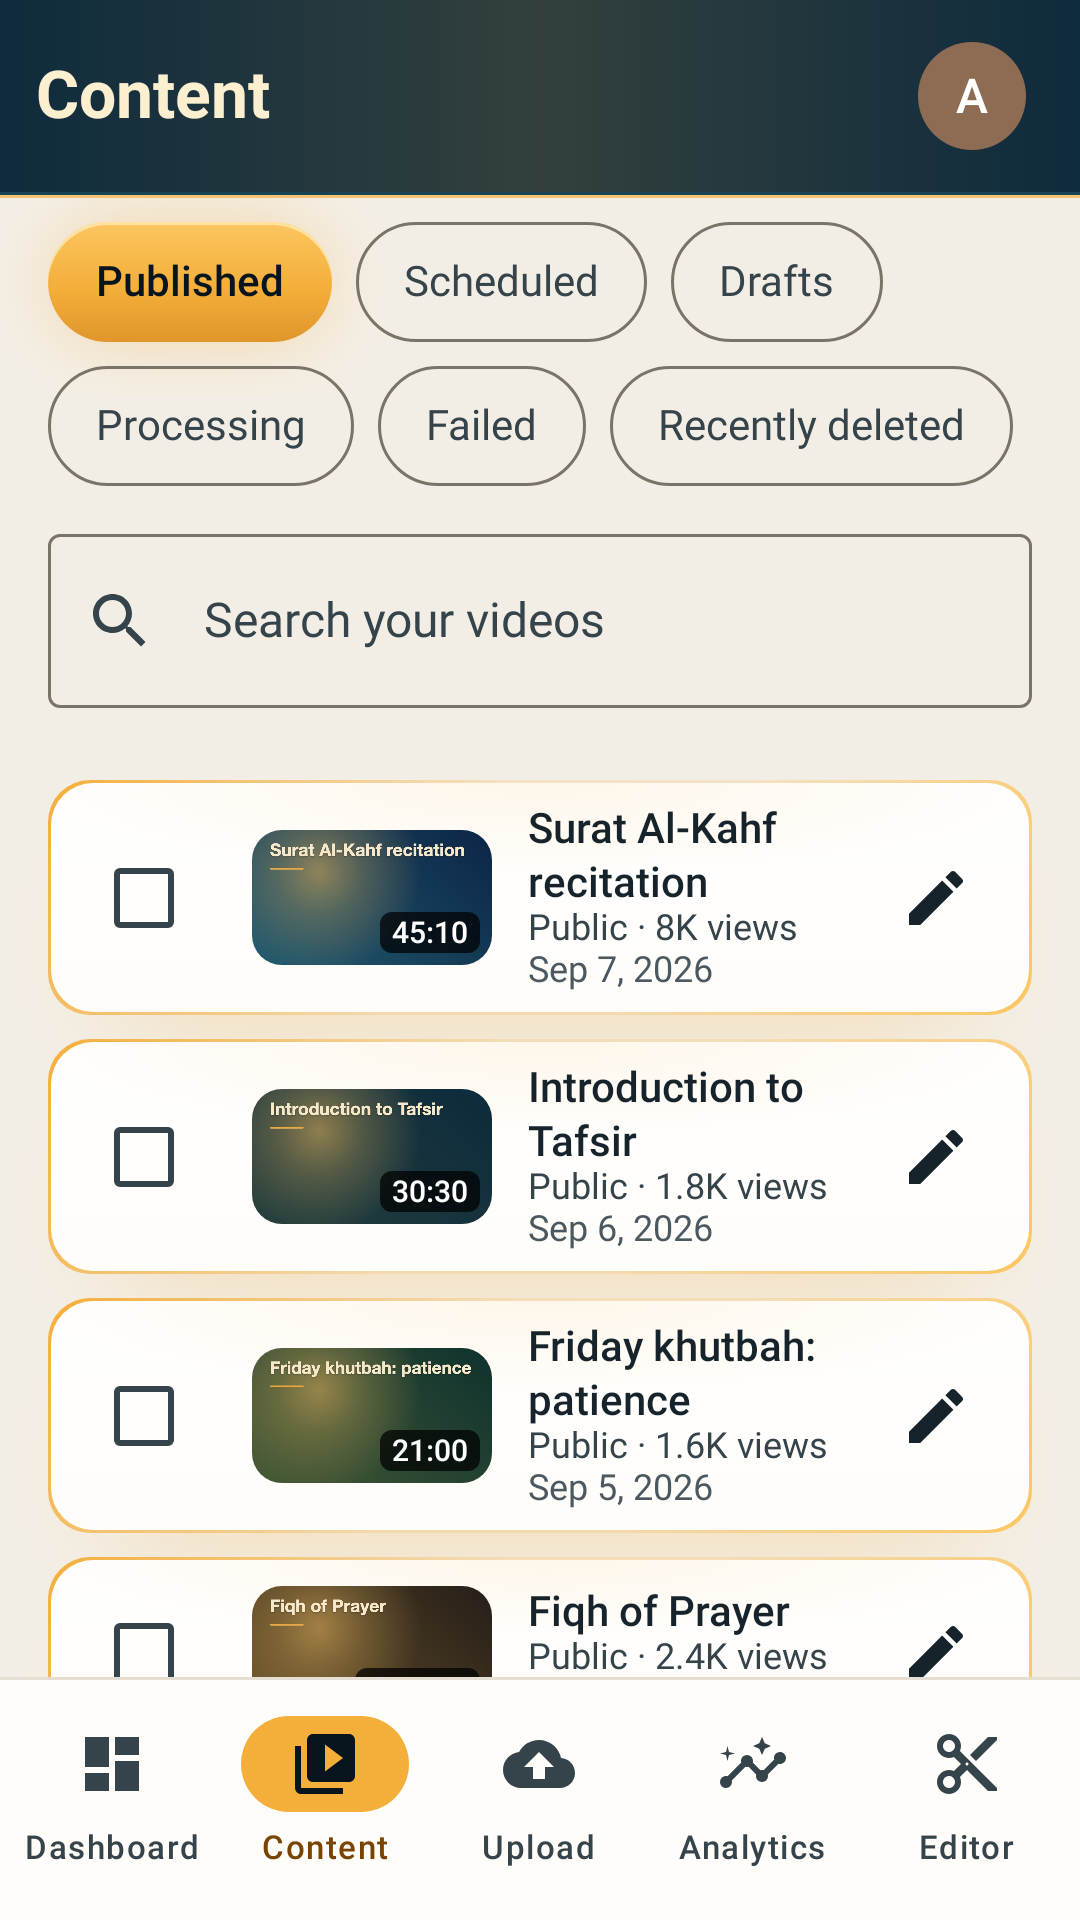 Content
A
Published
Scheduled
Drafts
Processing
Failed
Recently deleted
Search your videos
Surat Al-Kahf recitation
45:10
Surat Al-Kahf
recitation
Public · 8K views
Sep 7, 2026
Introduction to Tafsir
30:30
Introduction to
Tafsir
Public · 1.8K views
Sep 6, 2026
Friday khutbah: patience
21:00
Friday khutbah:
patience
Public · 1.6K views
Sep 5, 2026
Fiqh of Prayer
Fiqh of Prayer
Public · 2.4K views
Dashboard
Content
Upload
Analytics
Editor